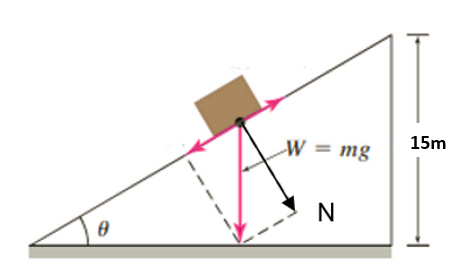 15m
W = mg
N
θ